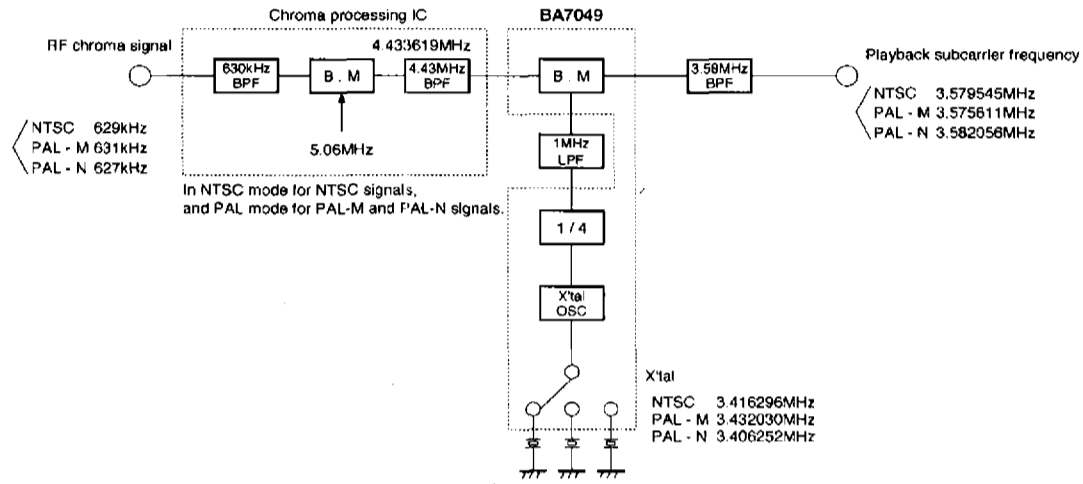 Chroma processing IC
BA7049
RF chroma signal
4.433619MHz
Playback subcarrier frequency
630kHz
BPF
B . M
4.43MHz
BPF
B . M
3.58MHz
BPF
NTSC 3.579545MHz
PAL - M 3.575611MHz
PAL - N 3.582056MHz
NTSC 629kHz
PAL - M 631kHz
PAL - N 627kHz
5.06MHz
1MHz
LPF
In NTSC mode for NTSC signals,
and PAL mode for PAL-M and PAL-N signals.
1 / 4
X'tal
OSC
X'tal
NTSC 3.416296MHz
PAL - M 3.432030MHz
PAL - N 3.406252MHz